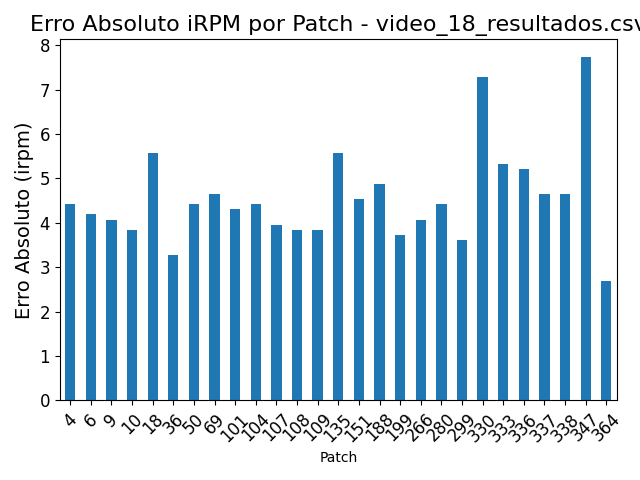 Erro Absoluto iRPM por Patch - video_18_resultados.csv
Erro Absoluto (irpm)
8
7
6
5
4
3
2
1
0
4 6 9 10 18 36 50 69 101 104 107 108 109 135 151 188 199 266 280 299 330 333 336 337 338 347 364
Patch